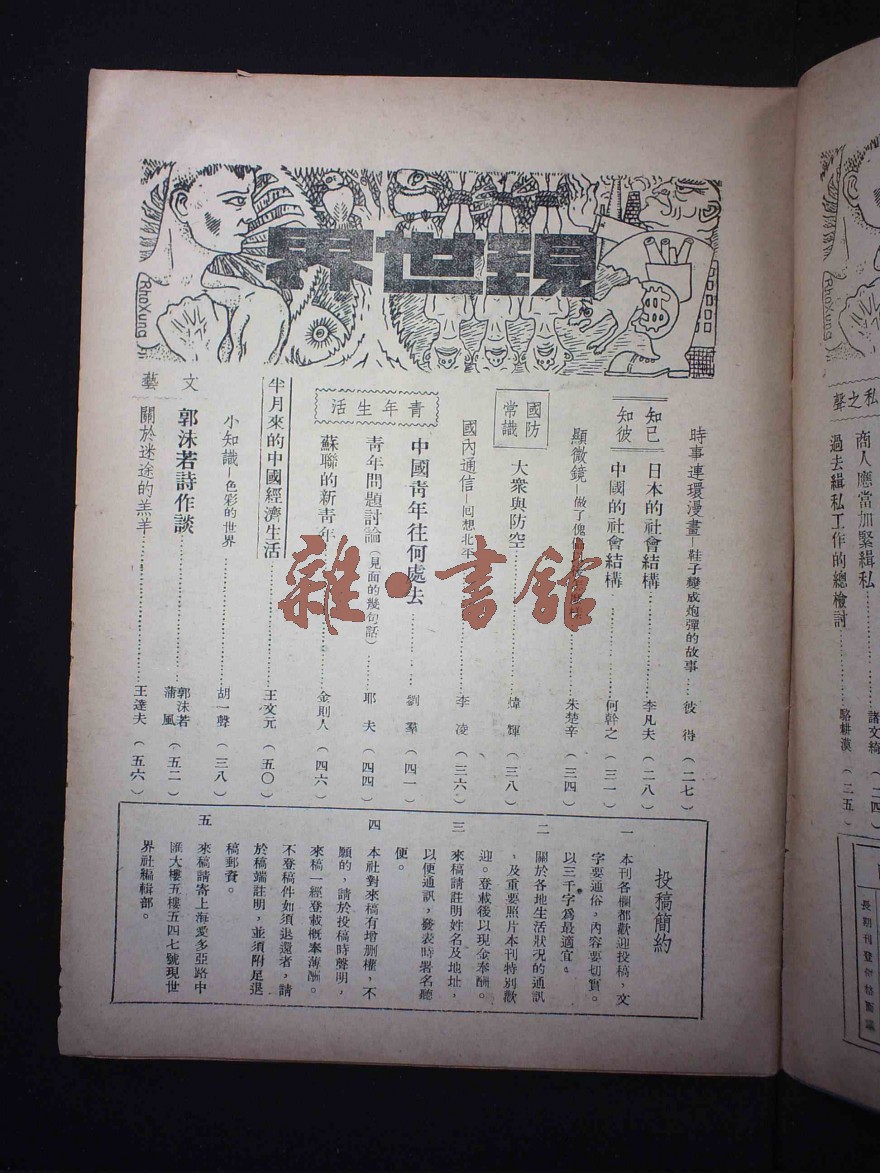 現世界
RhoXung
時事連環漫畫—鞋子變成炮彈的故事……彼得(二七)
知己知彼
日本的社會結構……李凡夫(二八)
中國的社會結構……何幹之(三一)
顯微鏡—做了傀儡……朱楚辛(三四)
國防常識
大衆與防空……煒輝(三八)
國內通信—回想北平……李凌(三六)
青年生活
中國青年往何處去……劉羣(四一)
青年問題討論(見面的幾句話)……耶夫(四四)
蘇聯的新青年……金則人(四六)
半月來的中國經濟生活……王文元(五〇)
小知識—色彩的世界……胡一聲(三八)
文藝
郭沫若詩作談……郭沫若 蒲風(五二)
關於迷途的羔羊……王達夫(五六)
投稿簡約
一 本刊各欄都歡迎投稿,文
字要通俗,內容要切實。
以三千字爲最適宜。
二 關於各地生活狀况的通訊
,及重要照片本刊特別歡
迎。登載後以現金奉酬。
三 來稿請註明姓名及地址,
以便通訊,發表時署名聽
便。
四 本社對來稿有增删權,不
願的,請於投稿時聲明,
來稿一經登載概奉薄酬。
不登稿件如須退還者,請
於稿端註明,並須附足退
稿郵資。
五 來稿請寄上海愛多亞路中
匯大樓五樓五四七號現世
界社編輯部。
雜·書館
RhoXung
私之聲
商人應當加緊緝私……諸文綺(二四)
過去緝私工作的總檢討……駱耕漠(二五)